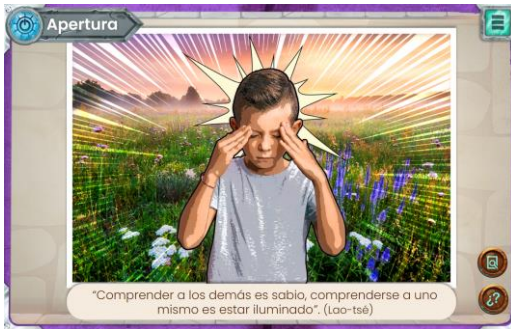 Apertura
“Comprender a los demás es sabio, comprenderse a uno
mismo es estar iluminado”. (Lao-tsé)
¿?